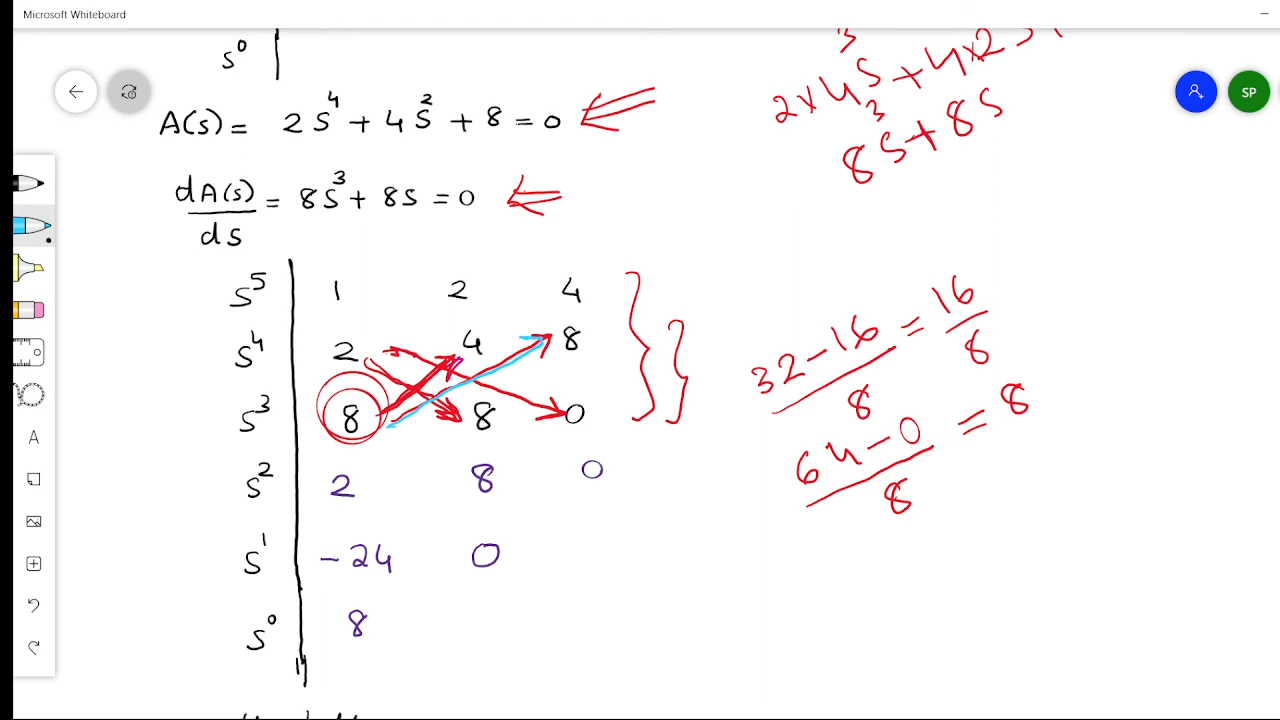 Microsoft Whiteboard
s⁰
A(s) = 2s⁴ + 4s² + 8 = 0
2×4s³ + 4×2s
8s³ + 8s
SP
dA(s)/ds = 8s³ + 8s = 0
s⁵ 1 2 4
s⁴ 2 4 8
s³ 8 8 0
s² 2 8 0
s¹ -24 0
s⁰ 8
32-16/8 = 16/8
64-0/8 = 8
A